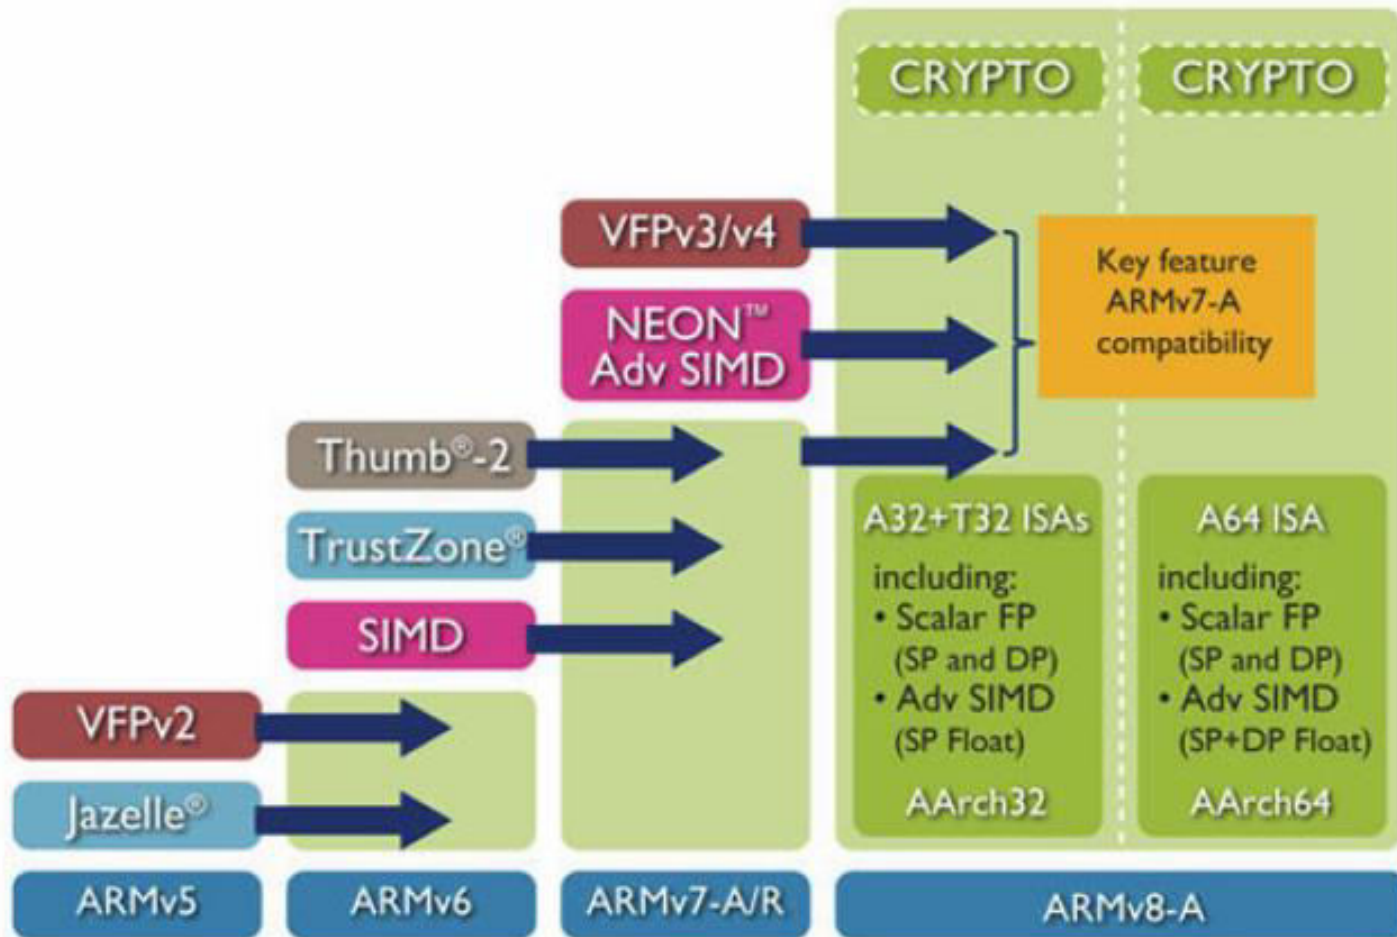 CRYPTO
CRYPTO
VFPv3/v4
Key feature
ARMv7-A
compatibility
NEON™
Adv SIMD
Thumb®-2
A32+T32 ISAs
including:
• Scalar FP
(SP and DP)
• Adv SIMD
(SP Float)
AArch32
A64 ISA
including:
• Scalar FP
(SP and DP)
• Adv SIMD
(SP+DP Float)
AArch64
TrustZone®
SIMD
VFPv2
Jazelle®
ARMv5
ARMv6
ARMv7-A/R
ARMv8-A